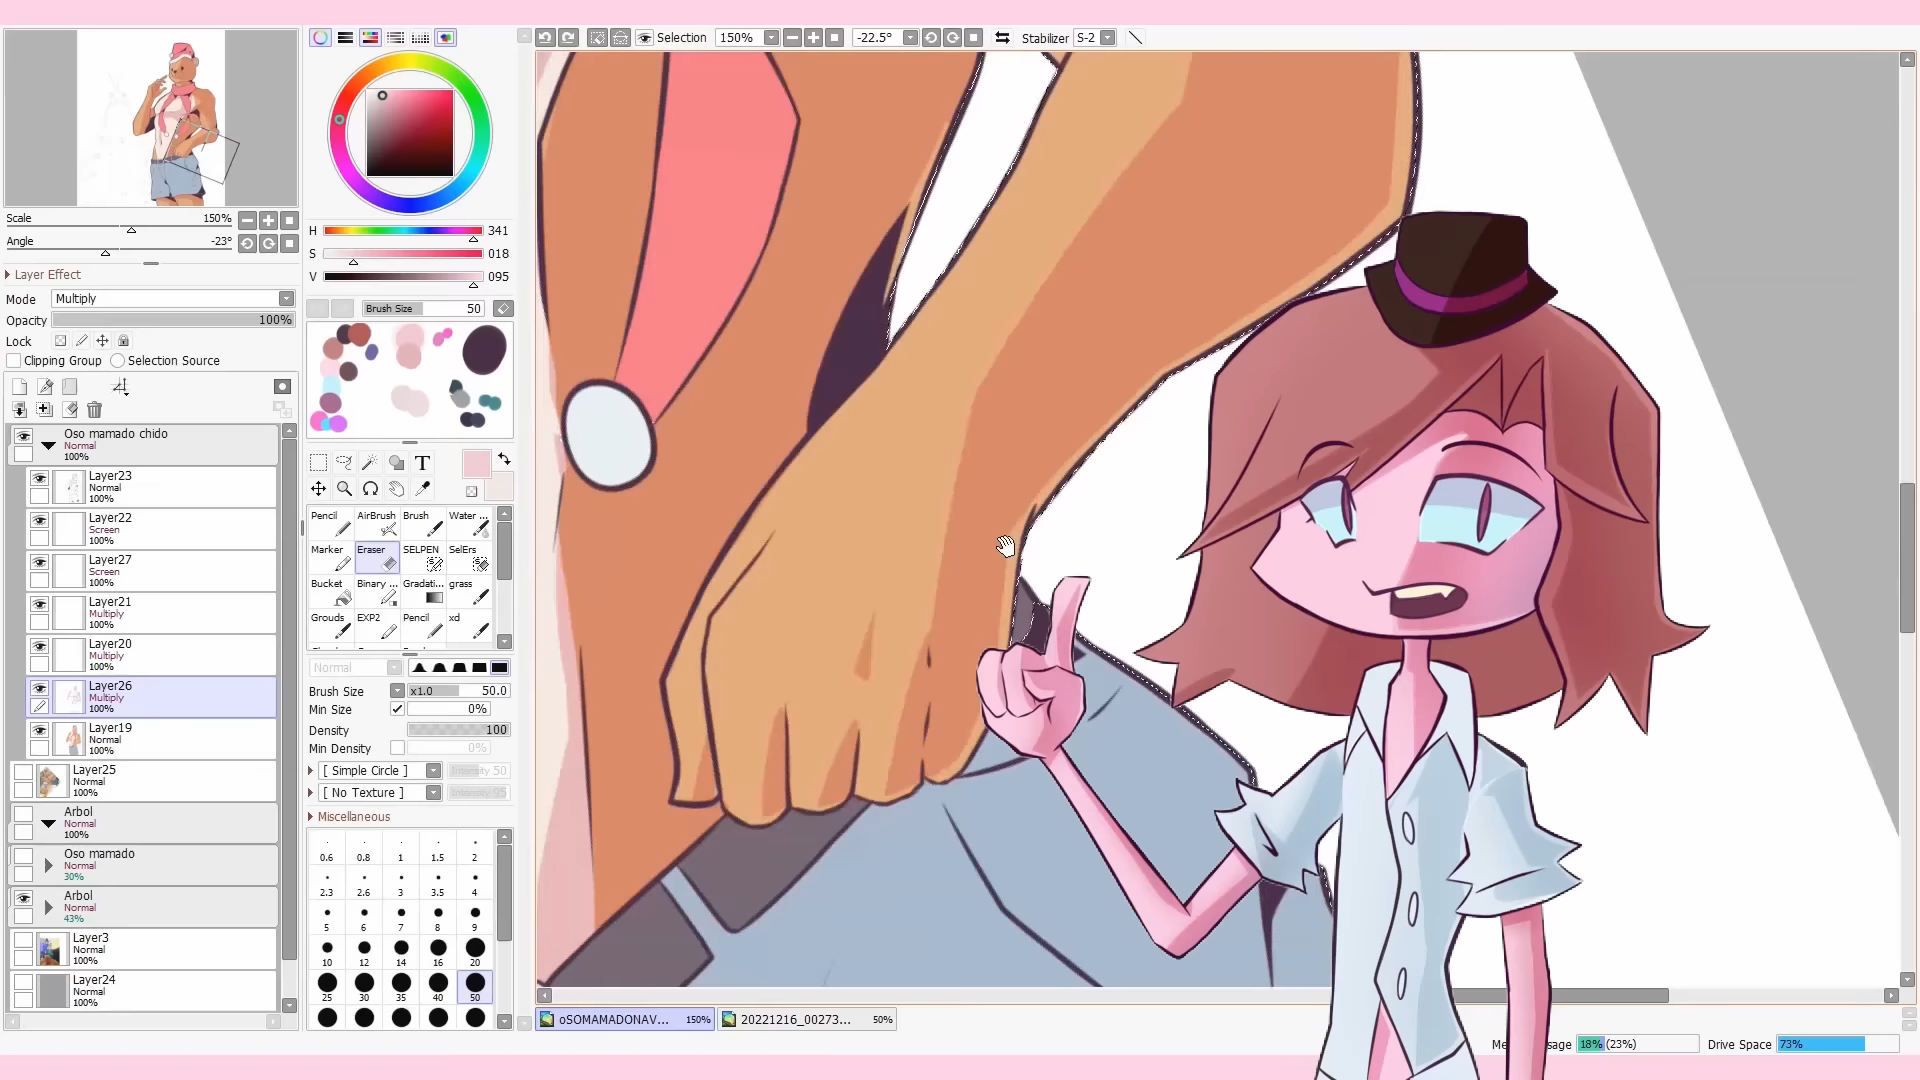 Selection
150%
-22.5°
Stabilizer
S-2
Scale
150%
Angle
-23°
Layer Effect
Mode
Multiply
Opacity
100%
Lock
Clipping Group
Selection Source
Oso mamado chido
Normal
100%
Layer23
Normal
100%
Layer22
Screen
100%
Layer27
Screen
100%
Layer21
Multiply
100%
Layer20
Multiply
100%
Layer26
Multiply
100%
Layer19
Normal
100%
Layer25
Normal
100%
Arbol
Normal
100%
Oso mamado
Normal
30%
Arbol
Normal
43%
Layer3
Normal
100%
Layer24
Normal
100%
H 341
S 018
V 095
Brush Size 50
T
Pencil AirBrush Brush Water ...
Marker Eraser SELPEN SelErs
Bucket Binary ... Gradati... grass
Grouds EXP2 Pencil xd
Normal
Brush Size x1.0 50.0
Min Size 0%
Density 100
Min Density 0%
[ Simple Circle ] Intensity 50
[ No Texture ] Intensity 95
Miscellaneous
0.6 0.8 1 1.5 2
2.3 2.6 3 3.5 4
5 6 7 8 9
10 12 14 16 20
25 30 35 40 50
oSOMAMADONAV... 150%
20221216_00273... 50%
Me sage 18% (23%)
Drive Space 73%